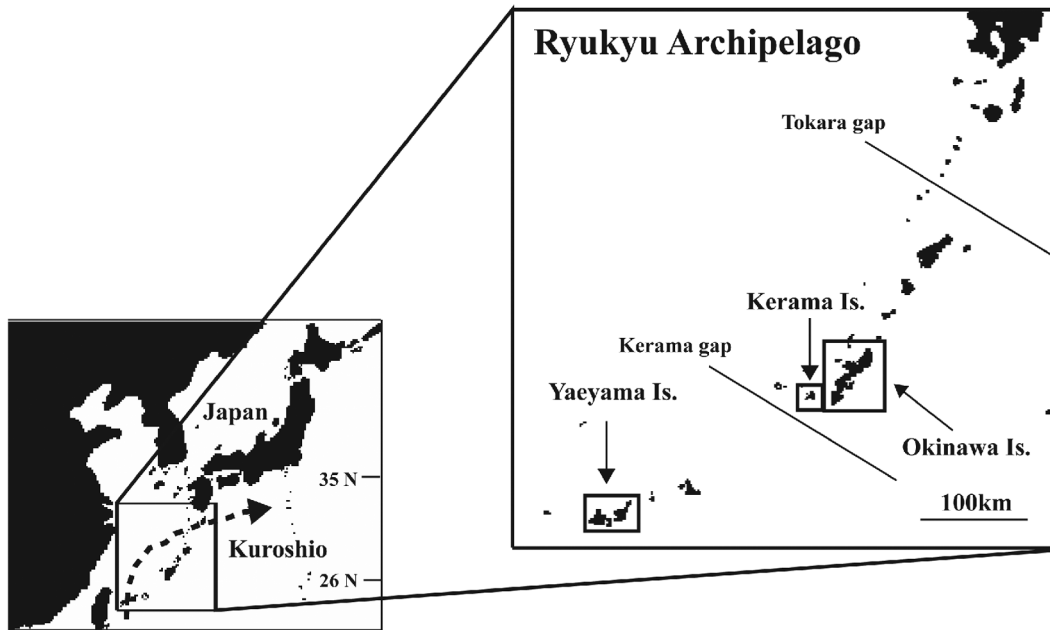 Ryukyu Archipelago
Tokara gap
Kerama Is.
Kerama gap
Yaeyama Is.
Okinawa Is.
100km
Japan
35 N
Kuroshio
26 N